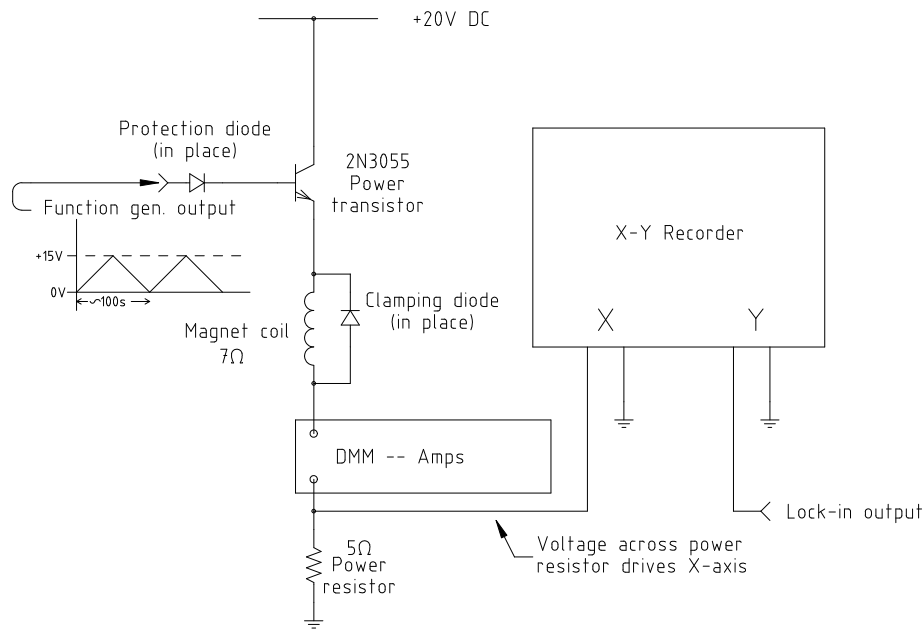 +20V DC
Protection diode
(in place)
2N3055
Power
transistor
Function gen. output
+15V
0V
~100s
X-Y Recorder
X
Y
Clamping diode
(in place)
Magnet coil
7Ω
DMM -- Amps
Lock-in output
5Ω
Power
resistor
Voltage across power
resistor drives X-axis